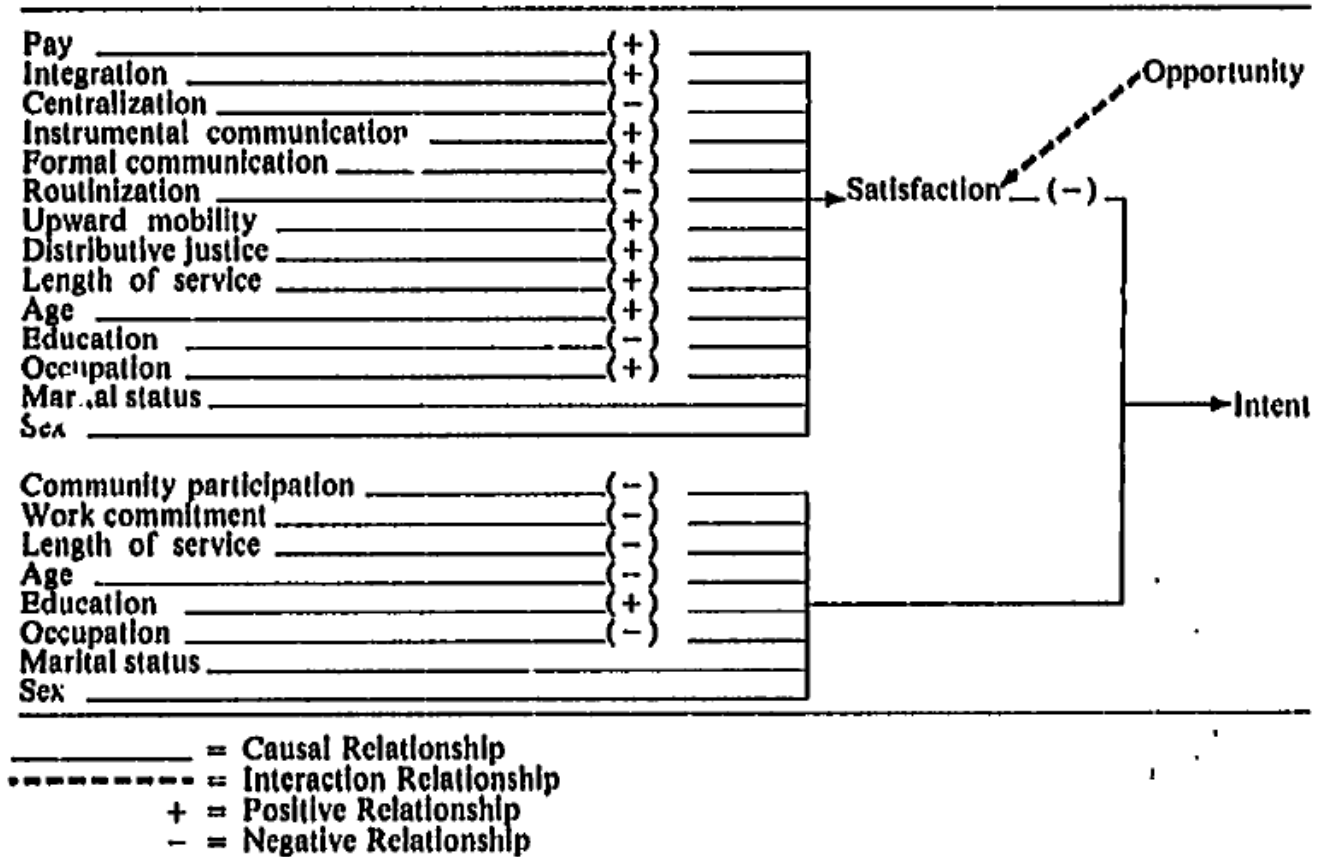 Pay (+)
Integration (+)
Opportunity
Centralization (-)
Instrumental communication (+)
Formal communication (+)
Routinization (-)
Satisfaction (-)
Upward mobility (+)
Distributive justice (+)
Length of service (+)
Age (+)
Education (-)
Occupation (+)
Marital status
Intent
Sex
Community participation (-)
Work commitment (-)
Length of service (-)
Age (-)
Education (+)
Occupation (-)
Marital status
Sex
= Causal Relationship
= Interaction Relationship
+ = Positive Relationship
- = Negative Relationship